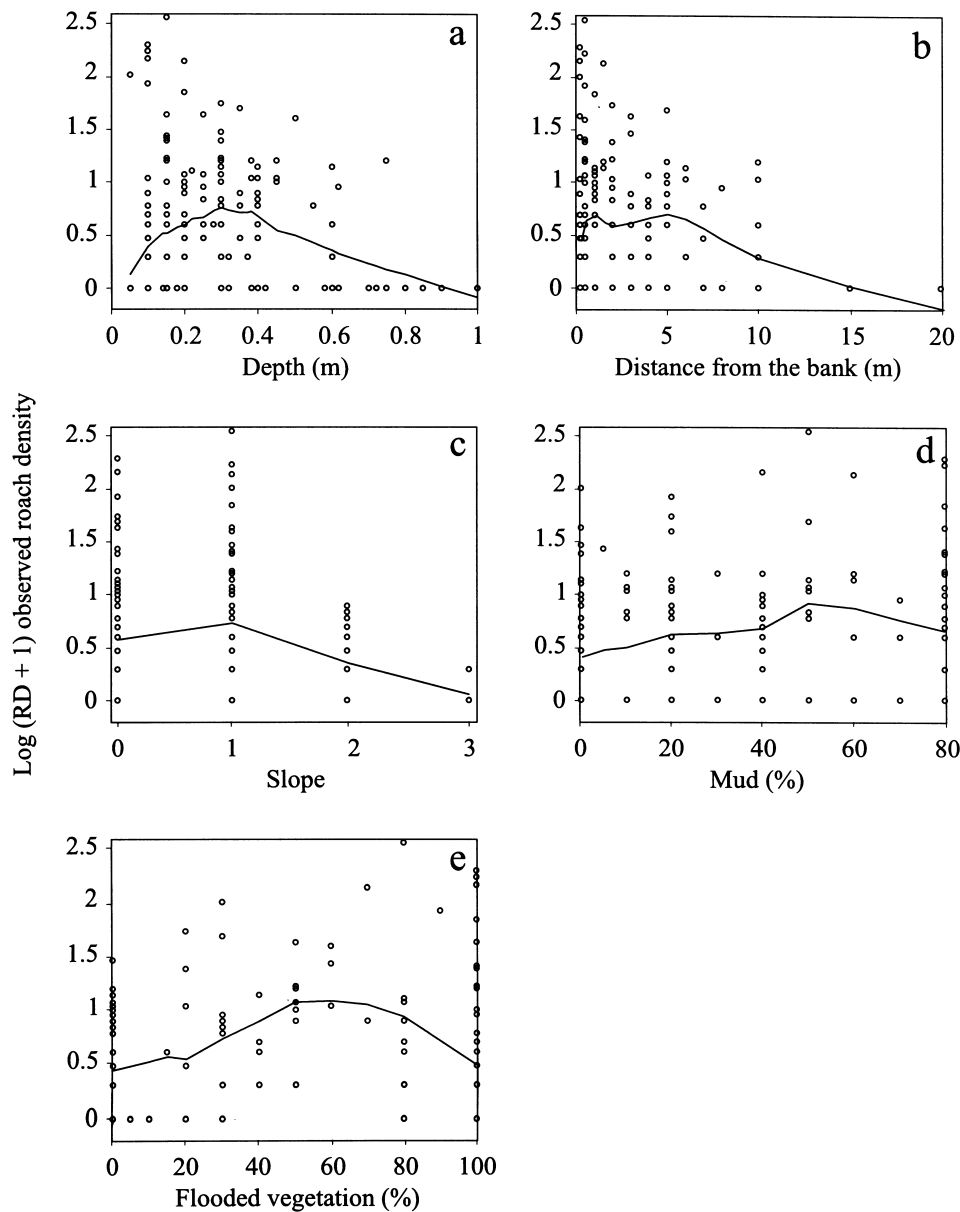 a
2.5
2
1.5
1
0.5
0
0 0.2 0.4 0.6 0.8 1
Depth (m)
b
2.5
2
1.5
1
0.5
0
0 5 10 15 20
Distance from the bank (m)
Log (RD + 1) observed roach density
c
2.5
2
1.5
1
0.5
0
0 1 2 3
Slope
d
2.5
2
1.5
1
0.5
0
0 20 40 60 80
Mud (%)
e
2.5
2
1.5
1
0.5
0
0 20 40 60 80 100
Flooded vegetation (%)